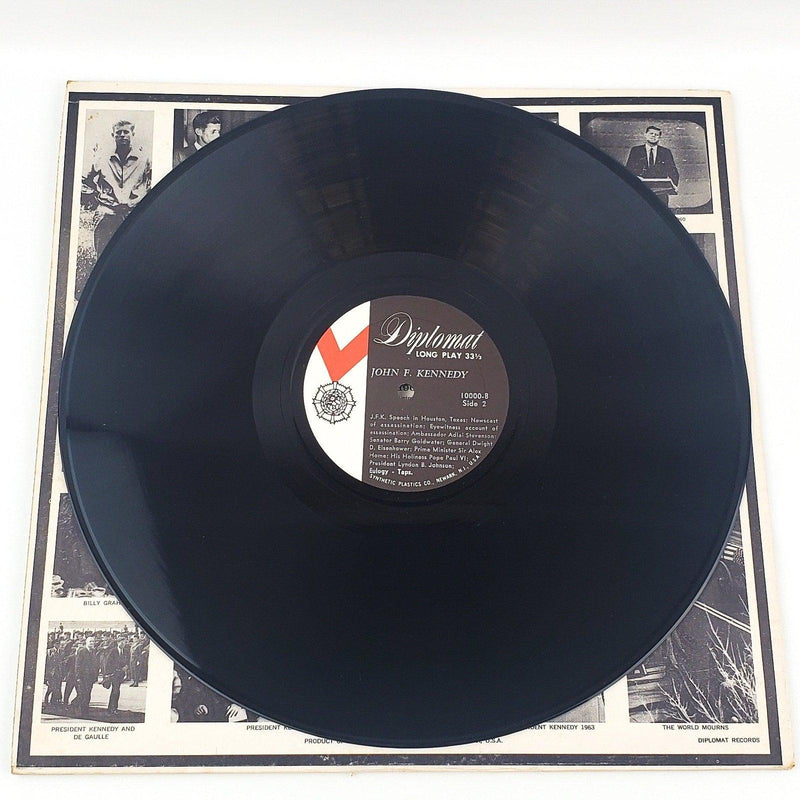 Diplomat
LONG PLAY 33⅓
JOHN F. KENNEDY
10000-B
Side 2
J.F.K. Speech in Houston, Texas; Newscast
of assassination; Eyewitness account of
assassination; Ambassador Adlai Stevenson
Senator Barry Goldwater; General Dwight
D. Eisenhower; Prime Minister Sir Alex
Home; His Holiness Pope Paul VI;
President Lyndon B. Johnson;
Eulogy - Taps.
SYNTHETIC PLASTICS CO., NEWARK, N.J. U.S.A.
BILLY GRAH
PRESIDENT KENNEDY AND
DE GAULLE
PRESIDENT KE
ENT KENNEDY 1963
THE WORLD MOURNS
PRODUCT O
U.S.A.
DIPLOMAT RECORDS